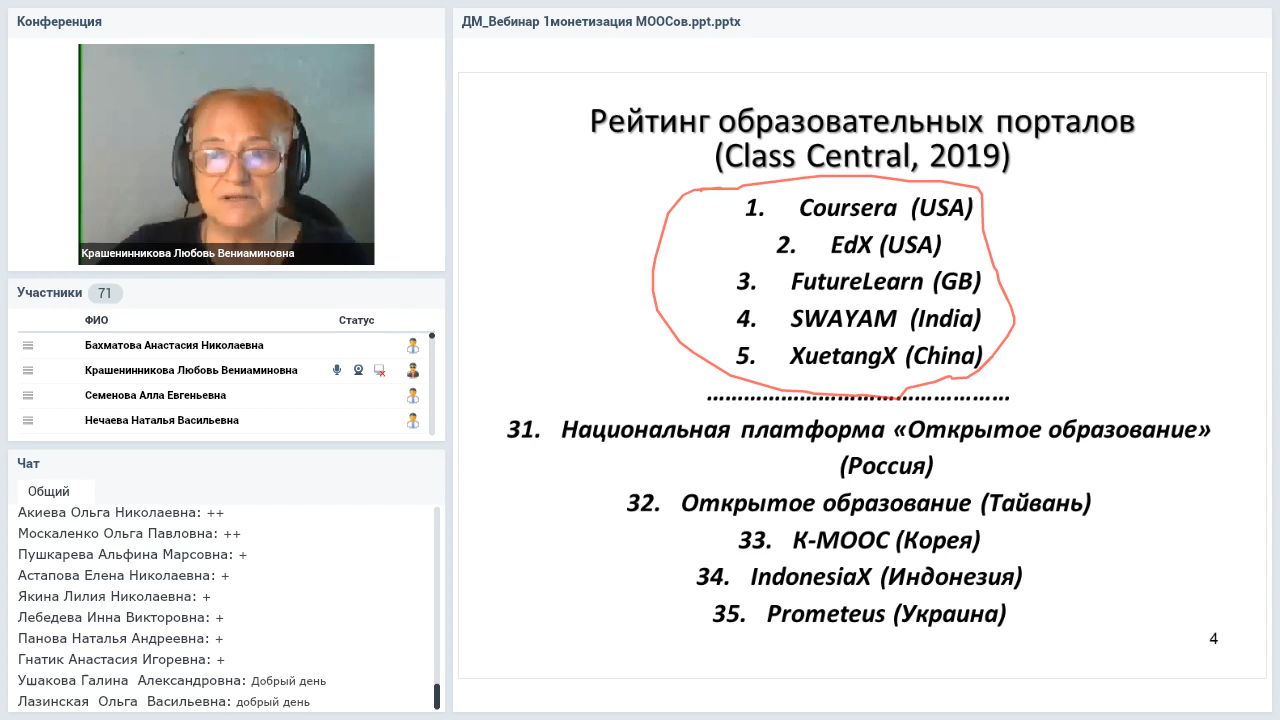 Конференция
Крашенинникова Любовь Вениаминовна
Участники 71
ФИО Статус
Бахматова Анастасия Николаевна
Крашенинникова Любовь Вениаминовна
Семенова Алла Евгеньевна
Нечаева Наталья Васильевна
Чат
Общий
Акиева Ольга Николаевна: ++
Москаленко Ольга Павловна: ++
Пушкарева Альфина Марсовна: +
Астапова Елена Николаевна: +
Якина Лилия Николаевна: +
Лебедева Инна Викторовна: +
Панова Наталья Андреевна: +
Гнатик Анастасия Игоревна: +
Ушакова Галина Александровна: Добрый день
Лазинская Ольга Васильевна: добрый день
ДМ_Вебинар 1монетизация МООСов.ppt.pptx
Рейтинг образовательных порталов
(Class Central, 2019)
1. Coursera (USA)
2. EdX (USA)
3. FutureLearn (GB)
4. SWAYAM (India)
5. XuetangX (China)
……………………………………………
31. Национальная платформа «Открытое образование»
(Россия)
32. Открытое образование (Тайвань)
33. К-МООС (Корея)
34. IndonesiaX (Индонезия)
35. Prometeus (Украина)
4